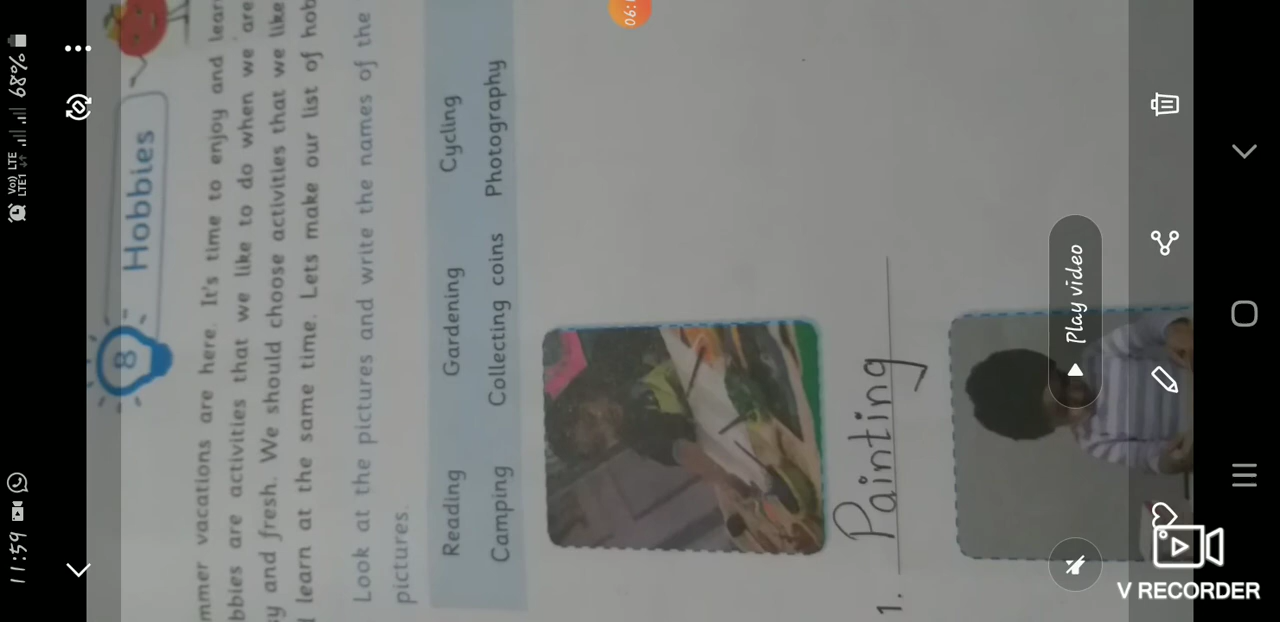 11:59
Voo) LTE
LTE1
68%
8 Hobbies
mmer vacations are here. It's time to enjoy and lear
bbies are activities that we like to do when we are
y and fresh. We should choose activities that we like
learn at the same time. Lets make our list of hob
Look at the pictures and write the names of the
pictures.
Reading Gardening Cycling
Camping Collecting coins Photography
1. Painting
Play video
V RECORDER